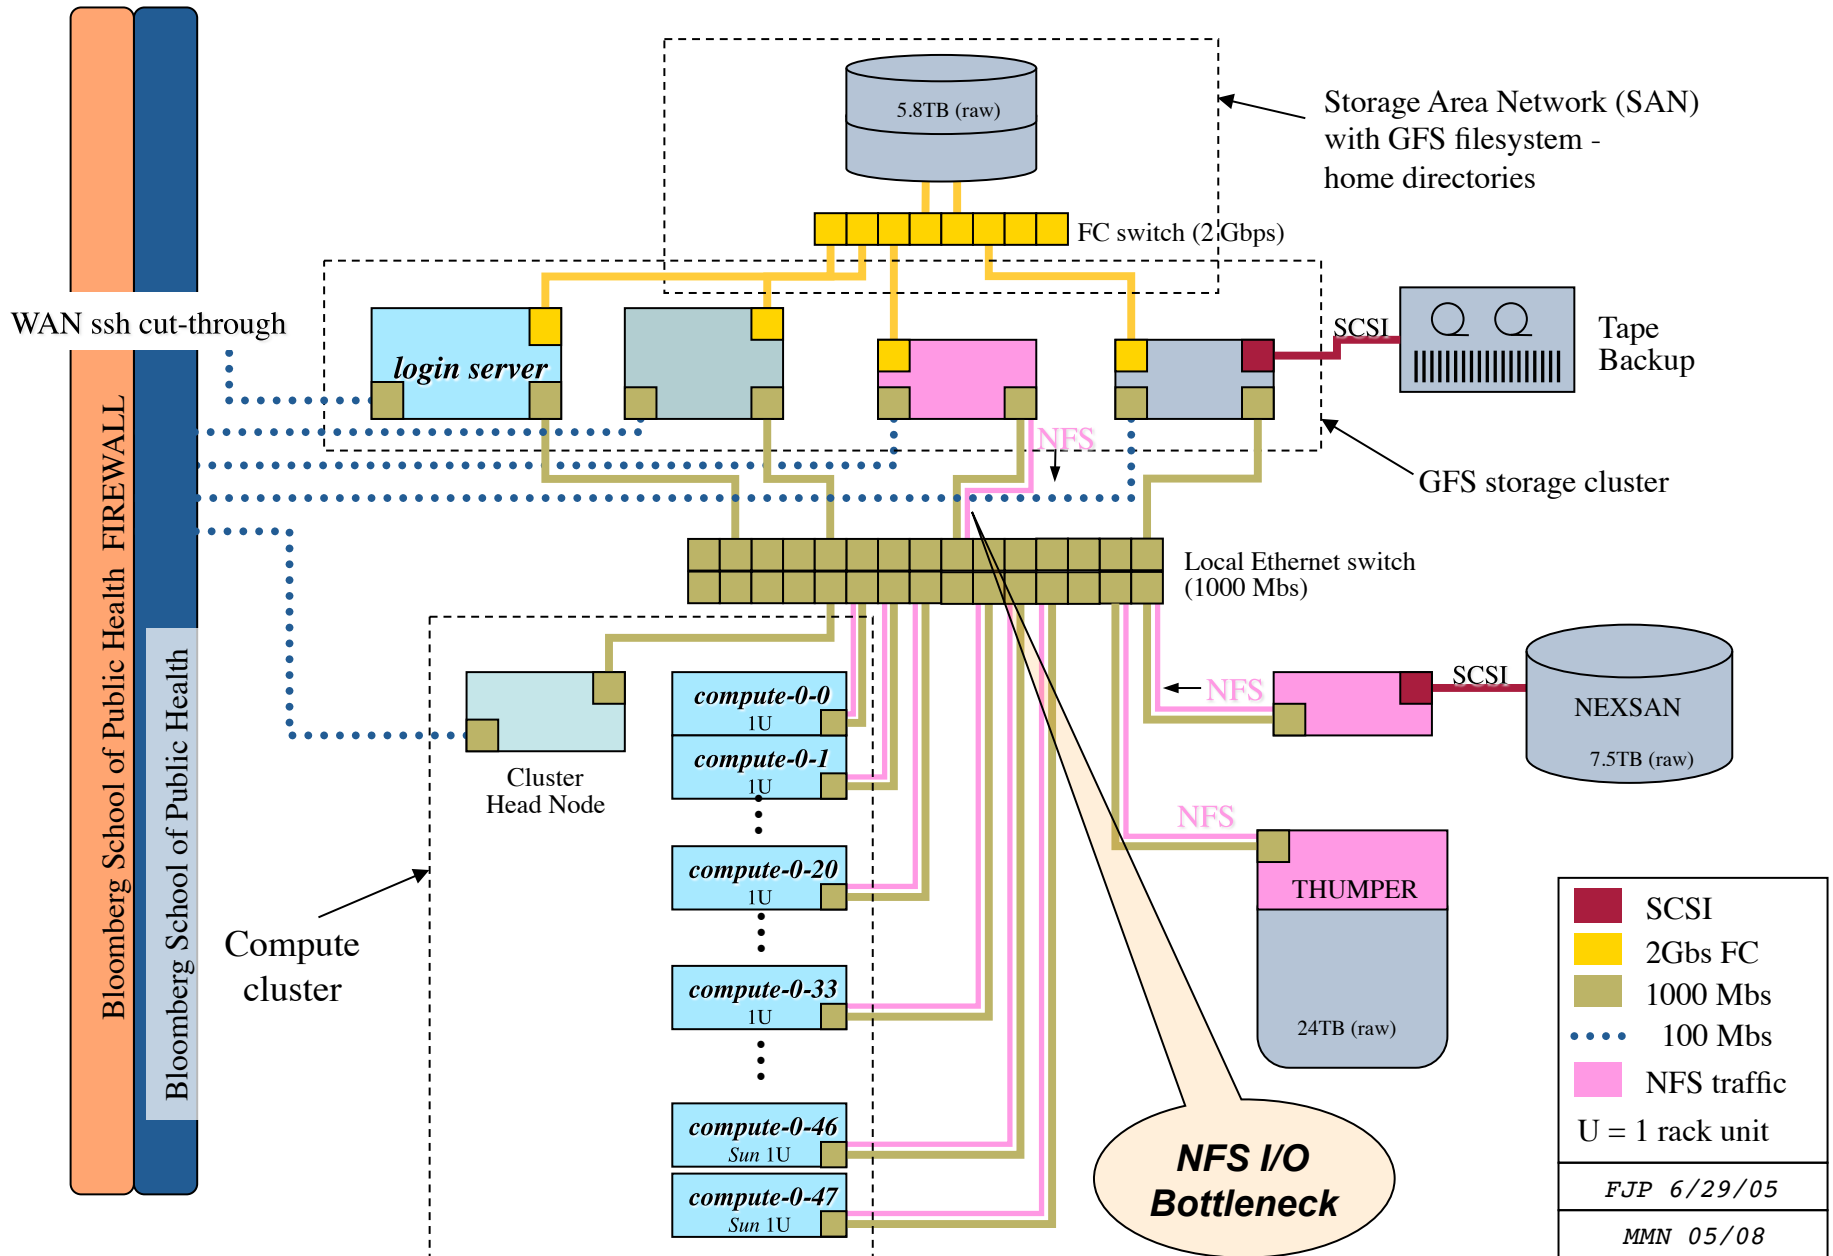 5.8TB (raw)
Storage Area Network (SAN)
with GFS filesystem -
home directories
FC switch (2 Gbps)
WAN ssh cut-through
login server
SCSI
Tape
Backup
NFS
GFS storage cluster
Local Ethernet switch
(1000 Mbs)
Bloomberg School of Public Health FIREWALL
Bloomberg School of Public Health
Cluster
Head Node
compute-0-0
1U
compute-0-1
1U
compute-0-20
1U
compute-0-33
1U
compute-0-46
Sun 1U
compute-0-47
Sun 1U
Compute
cluster
NFS
SCSI
NEXSAN
7.5TB (raw)
NFS
THUMPER
24TB (raw)
NFS I/O
Bottleneck
SCSI
2Gbs FC
1000 Mbs
100 Mbs
NFS traffic
U = 1 rack unit
FJP 6/29/05
MMN 05/08